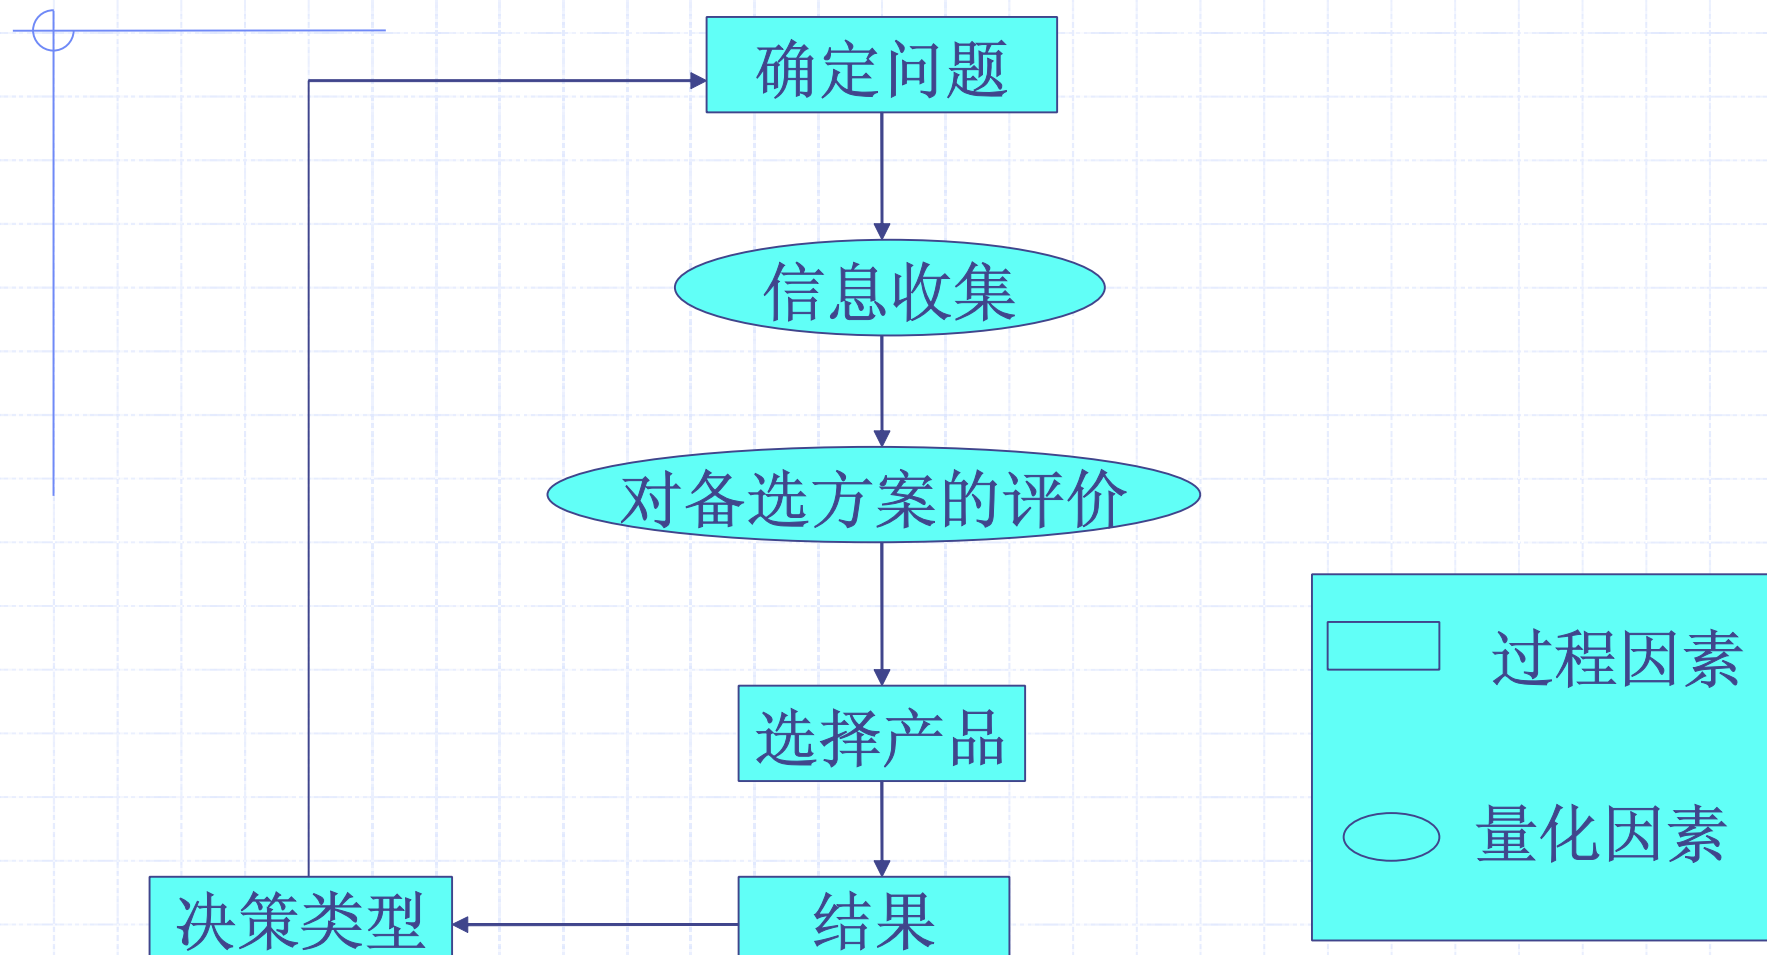 确定问题
信息收集
对备选方案的评价
过程因素
选择产品
量化因素
决策类型
结果